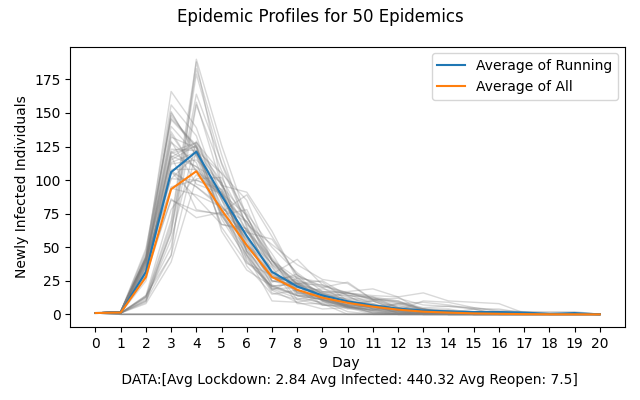 Epidemic Profiles for 50 Epidemics
Average of Running
Average of All
Newly Infected Individuals
175
150
125
100
75
50
25
0
0 1 2 3 4 5 6 7 8 9 10 11 12 13 14 15 16 17 18 19 20
Day
DATA:[Avg Lockdown: 2.84 Avg Infected: 440.32 Avg Reopen: 7.5]